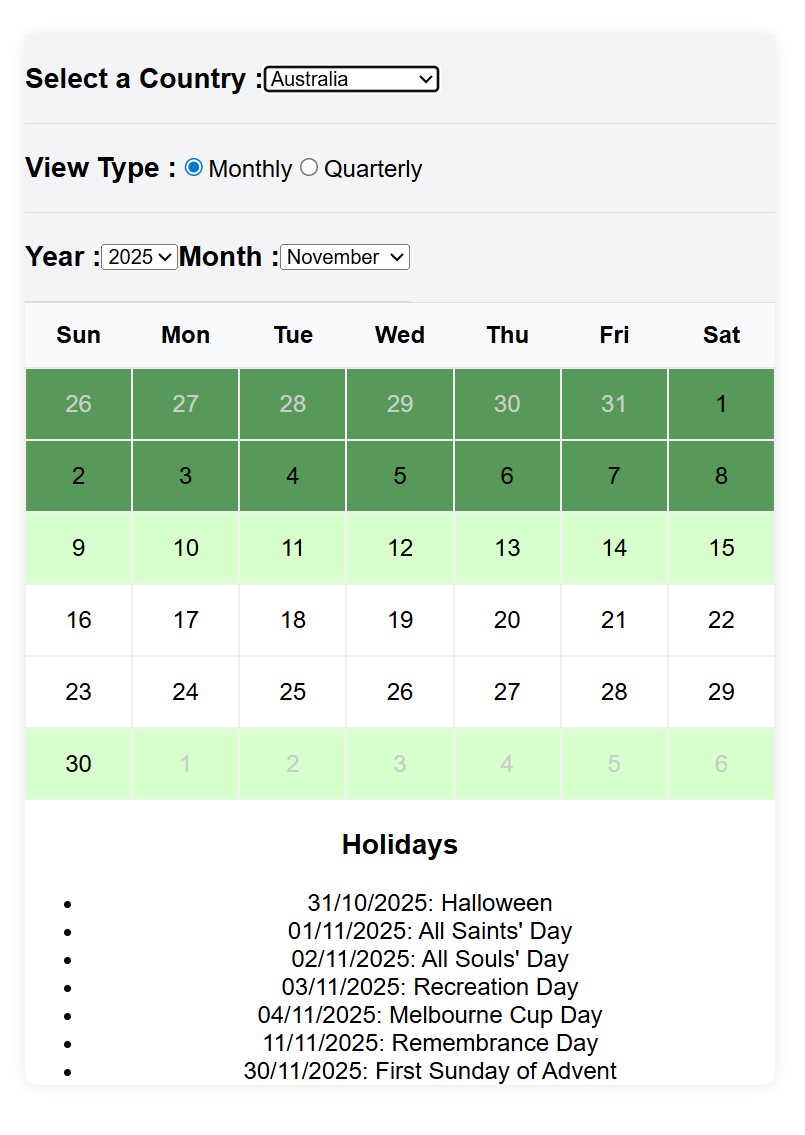 Select a Country : Australia
View Type : Monthly Quarterly
Year : 2025 Month : November
Sun Mon Tue Wed Thu Fri Sat
26 27 28 29 30 31 1
2 3 4 5 6 7 8
9 10 11 12 13 14 15
16 17 18 19 20 21 22
23 24 25 26 27 28 29
30 1 2 3 4 5 6
Holidays
31/10/2025: Halloween
01/11/2025: All Saints' Day
02/11/2025: All Souls' Day
03/11/2025: Recreation Day
04/11/2025: Melbourne Cup Day
11/11/2025: Remembrance Day
30/11/2025: First Sunday of Advent